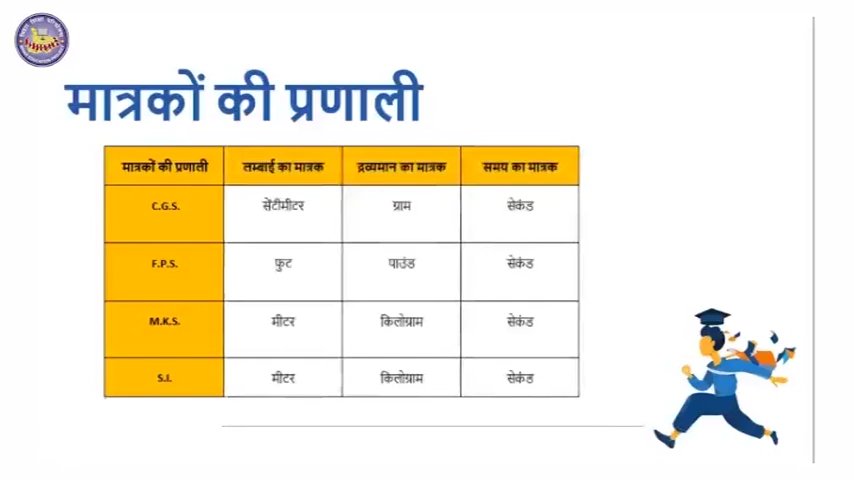 मात्रकों की प्रणाली
मात्रकों की प्रणाली लम्बाई का मात्रक द्रव्यमान का मात्रक समय का मात्रक
C.G.S. सेंटीमीटर ग्राम सेकंड
F.P.S. फुट पाउंड सेकंड
M.K.S. मीटर किलोग्राम सेकंड
S.I. मीटर किलोग्राम सेकंड